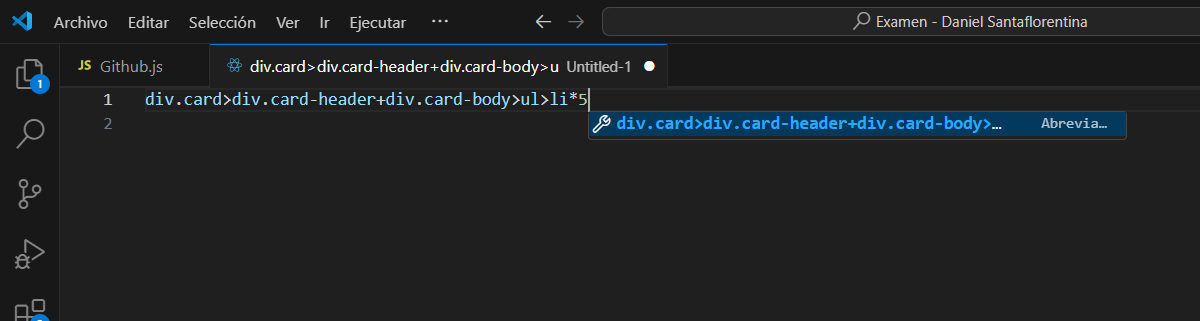 Archivo Editar Selección Ver Ir Ejecutar ··· Examen - Daniel Santaflorentina
JS Github.js div.card>div.card-header+div.card-body>u Untitled-1
1 div.card>div.card-header+div.card-body>ul>li*5
2 div.card>div.card-header+div.card-body>… Abrevia…
1